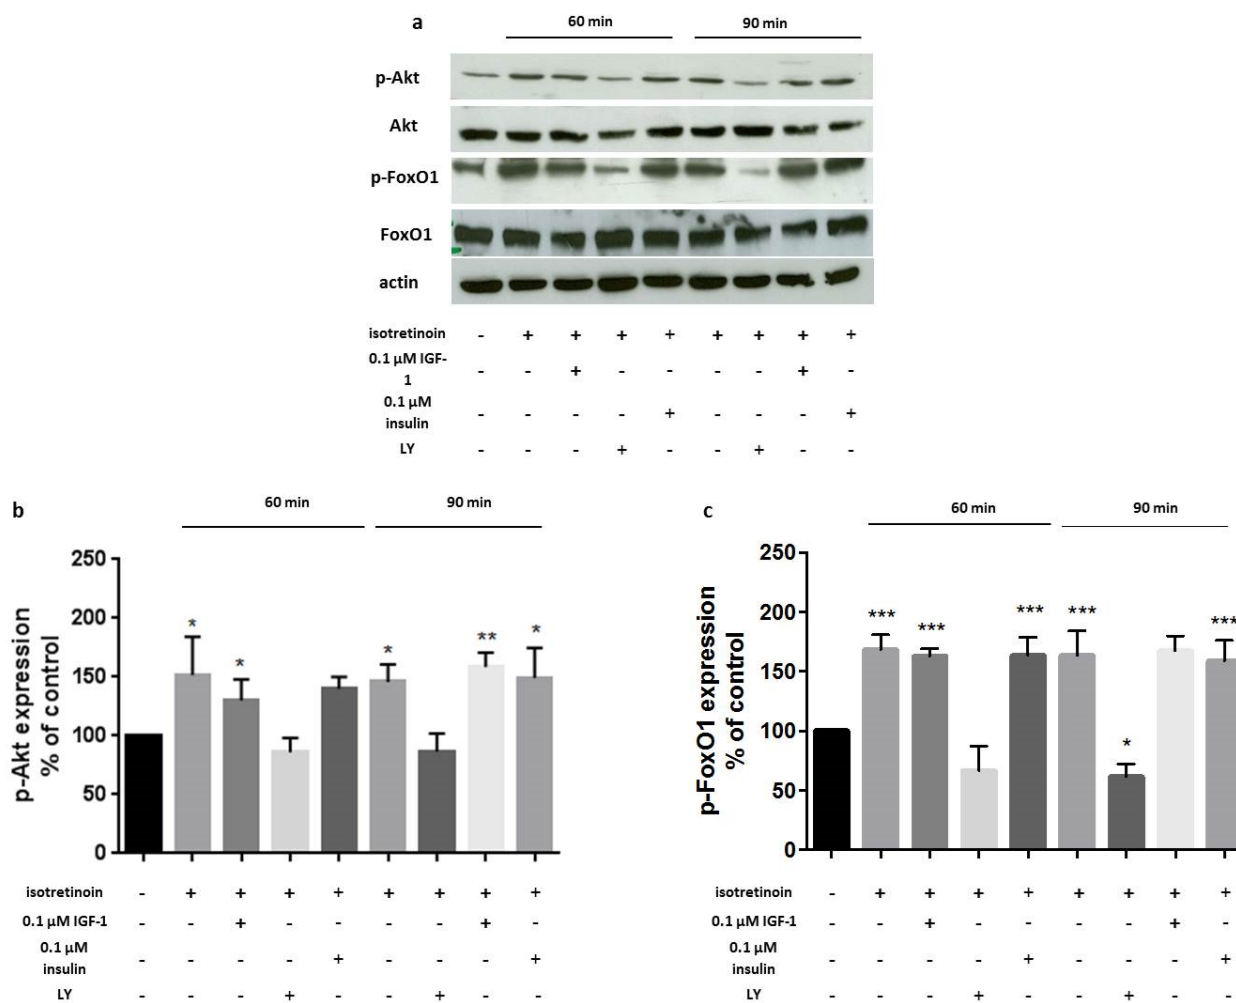 a
60 min 90 min
p-Akt
Akt
p-FoxO1
FoxO1
actin
isotretinoin - + + + + + + + +
0.1 µM IGF-
1 - - + - - - - + -
0.1 µM
insulin - - - - + - - - +
LY - - - + - - + - -
b
60 min 90 min
p-Akt expression
% of control
250
200
150
100
50
0
* * * ** *
isotretinoin - + + + + + + + +
0.1 µM IGF-1 - - + - - - - + -
0.1 µM
insulin - - - - + - - - +
LY - - - + - - + - -
c
60 min 90 min
p-FoxO1 expression
% of control
250
200
150
100
50
0
*** *** *** *** * ***
isotretinoin - + + + + + + + +
0.1 µM IGF-1 - - + - - - - + -
0.1 µM
insulin - - - - + - - - +
LY - - - + - - + - -